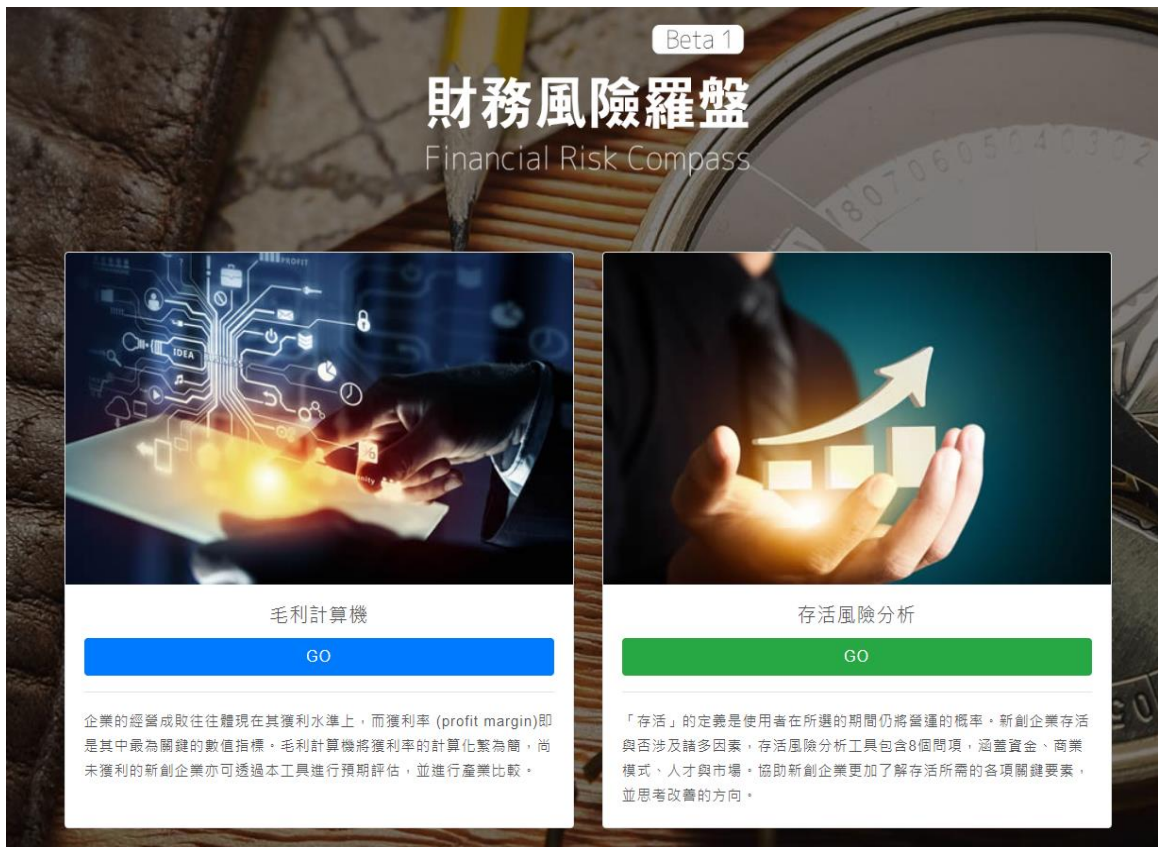 Beta 1
財務風險羅盤
Financial Risk Compass
8070605040302
PROFIT
IDEA
BUSINESS
%
毛利計算機
GO
企業的經營成敗往往體現在其獲利水準上，而獲利率 (profit margin)即
是其中最為關鍵的數值指標。毛利計算機將獲利率的計算化繁為簡，尚
未獲利的新創企業亦可透過本工具進行預期評估，並進行產業比較。
存活風險分析
GO
「存活」的定義是使用者在所選的期間仍將營運的概率。新創企業存活
與否涉及諸多因素，存活風險分析工具包含8個問項，涵蓋資金、商業
模式、人才與市場。協助新創企業更加了解存活所需的各項關鍵要素，
並思考改善的方向。